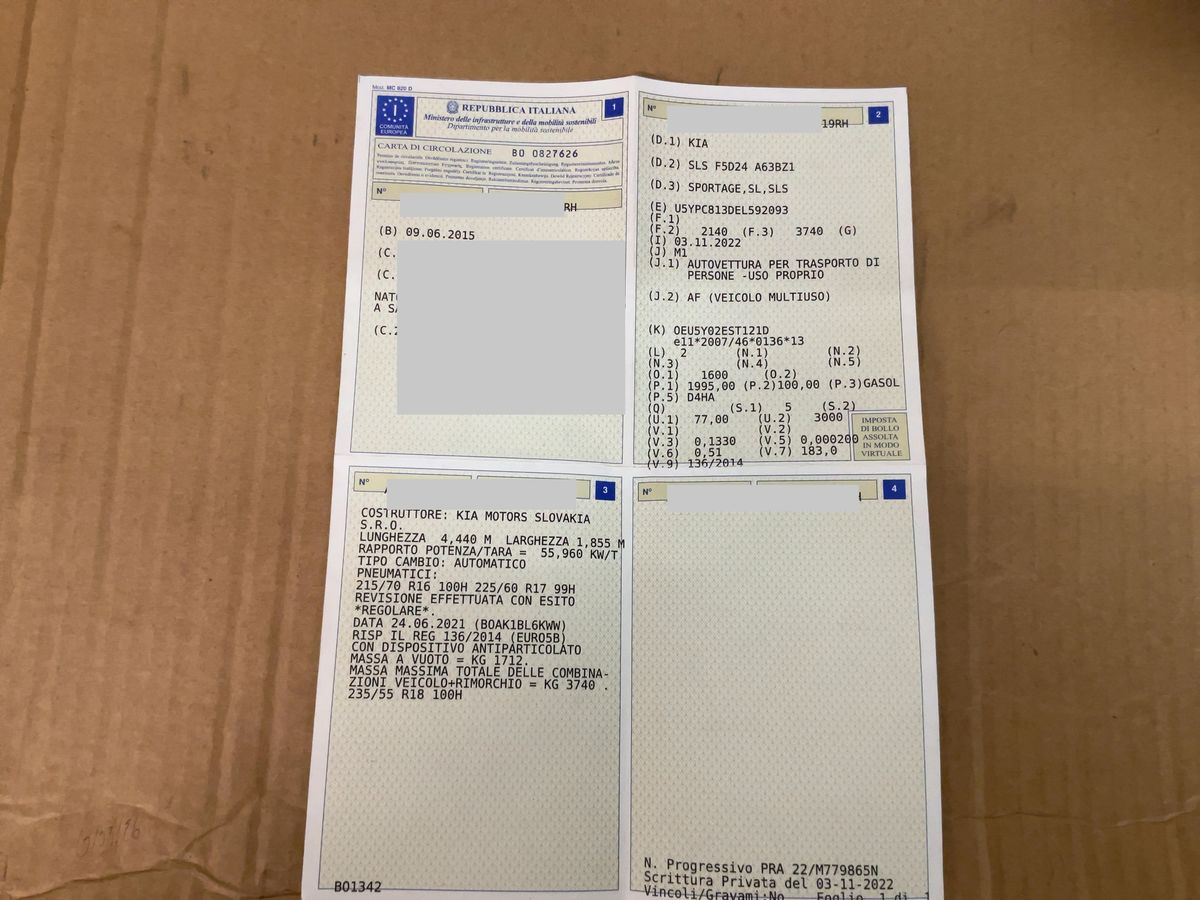 Mod. MC 820 D
REPUBBLICA ITALIANA
Ministero delle infrastrutture e della mobilità sostenibili
Dipartimento per la mobilità sostenibile
I
COMUNITÀ
EUROPEA
1
CARTA DI CIRCOLAZIONE BO 0827626
N°
RH
(B) 09.06.2015
(C.
(C.
NATO
A SA
(C.2
N°
19RH
2
(D.1) KIA
(D.2) SLS F5D24 A63BZ1
(D.3) SPORTAGE,SL,SLS
(E) U5YPC813DEL592093
(F.1)
(F.2) 2140 (F.3) 3740 (G)
(I) 03.11.2022
(J) M1
(J.1) AUTOVETTURA PER TRASPORTO DI
PERSONE -USO PROPRIO
(J.2) AF (VEICOLO MULTIUSO)
(K) OEU5Y02EST121D
e11*2007/46*0136*13
(L) 2 (N.1) (N.2)
(N.3) (N.4) (N.5)
(O.1) 1600 (O.2)
(P.1) 1995,00 (P.2)100,00 (P.3)GASOL
(P.5) D4HA
(Q) (S.1) 5 (S.2)
(U.1) 77,00 (U.2) 3000
(V.1) (V.2)
(V.3) 0,1330 (V.5) 0,000200
(V.6) 0,51 (V.7) 183,0
(V.9) 136/2014
IMPOSTA
DI BOLLO
ASSOLTA
IN MODO
VIRTUALE
N°
3
COSTRUTTORE: KIA MOTORS SLOVAKIA
S.R.O.
LUNGHEZZA 4,440 M LARGHEZZA 1,855 M
RAPPORTO POTENZA/TARA = 55,960 KW/T
TIPO CAMBIO: AUTOMATICO
PNEUMATICI:
215/70 R16 100H 225/60 R17 99H
REVISIONE EFFETTUATA CON ESITO
*REGOLARE*.
DATA 24.06.2021 (BOAK1BL6KWW)
RISP IL REG 136/2014 (EURO5B)
CON DISPOSITIVO ANTIPARTICOLATO
MASSA A VUOTO = KG 1712.
MASSA MASSIMA TOTALE DELLE COMBINA-
ZIONI VEICOLO+RIMORCHIO = KG 3740 .
235/55 R18 100H
BO1342
N°
4
N. Progressivo PRA 22/M779865N
Scrittura Privata del 03-11-2022
Vincoli/Gravami:No Foglio 1 di 1